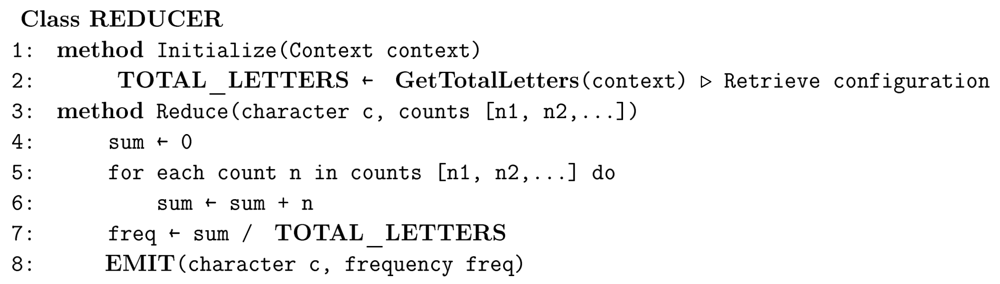 Class REDUCER
1: method Initialize(Context context)
2: TOTAL_LETTERS ← GetTotalLetters(context) ▷ Retrieve configuration
3: method Reduce(character c, counts [n1, n2,...])
4: sum ← 0
5: for each count n in counts [n1, n2,...] do
6: sum ← sum + n
7: freq ← sum / TOTAL_LETTERS
8: EMIT(character c, frequency freq)